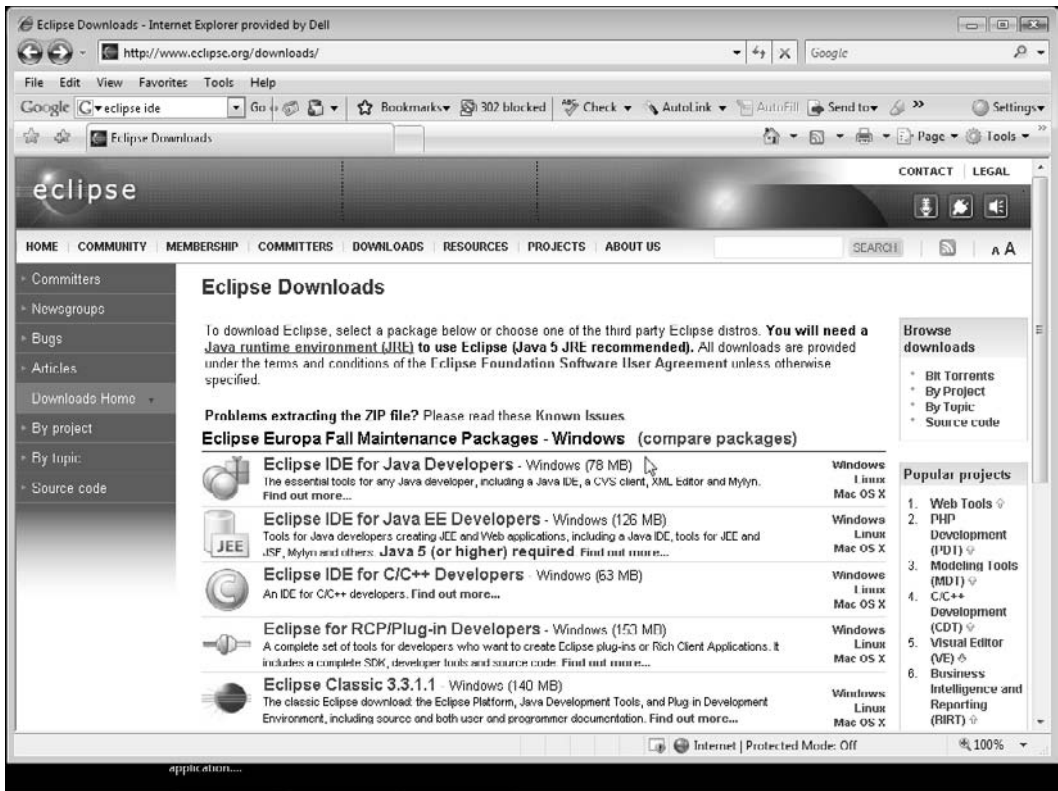 Eclipse Downloads - Internet Explorer provided by Dell
http://www.eclipse.org/downloads/
Google
File Edit View Favorites Tools Help
Google G eclipse ide Go Bookmarks 302 blocked Check AutoLink AutoFill Send to Settings
Eclipse Downloads
Page Tools
CONTACT LEGAL
eclipse
HOME COMMUNITY MEMBERSHIP COMMITTERS DOWNLOADS RESOURCES PROJECTS ABOUT US SEARCH A A
Committers
Newsgroups
Bugs
Articles
Downloads Home
By project
By topic
Source code
Eclipse Downloads
To download Eclipse, select a package below or choose one of the third party Eclipse distros. You will need a
Java runtime environment (JRE) to use Eclipse (Java 5 JRE recommended). All downloads are provided
under the terms and conditions of the Eclipse Foundation Software User Agreement unless otherwise
specified.
Problems extracting the ZIP file? Please read these Known Issues.
Eclipse Europa Fall Maintenance Packages - Windows (compare packages)
Eclipse IDE for Java Developers - Windows (78 MB)
The essential tools for any Java developer, including a Java IDE, a CVS client, XML Editor and Mylyn.
Find out more...
Windows
Linux
Mac OS X
Eclipse IDE for Java EE Developers - Windows (126 MB)
Tools for Java developers creating JEE and Web applications, including a Java IDE, tools for JEE and
JSF, Mylyn and others. Java 5 (or higher) required Find out more...
JEE
Windows
Linux
Mac OS X
Eclipse IDE for C/C++ Developers - Windows (63 MB)
An IDE for C/C++ developers. Find out more...
C
Windows
Linux
Mac OS X
Eclipse for RCP/Plug-in Developers - Windows (153 MB)
A complete set of tools for developers who want to create Eclipse plug-ins or Rich Client Applications. It
includes a complete SDK, developer tools and source code. Find out more...
Windows
Linux
Mac OS X
Eclipse Classic 3.3.1.1 - Windows (140 MB)
The classic Eclipse download: the Eclipse Platform, Java Development Tools, and Plug-in Development
Environment, including source and both user and programmer documentation. Find out more...
Windows
Linux
Mac OS X
Browse
downloads
Bit Torrents
By Project
By Topic
Source code
Popular projects
1. Web Tools
2. PHP
Development
(PDT)
3. Modeling Tools
(MDT)
4. C/C++
Development
(CDT)
5. Visual Editor
(VE)
6. Business
Intelligence and
Reporting
(BIRT)
Internet | Protected Mode: Off 100%
application....